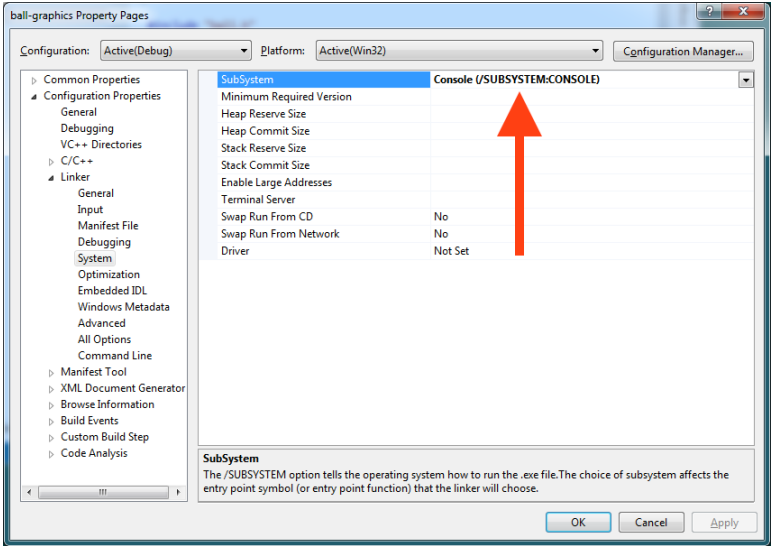 ball-graphics Property Pages
Configuration: Active(Debug) Platform: Active(Win32) Configuration Manager...
Common Properties
Configuration Properties
General
Debugging
VC++ Directories
C/C++
Linker
General
Input
Manifest File
Debugging
System
Optimization
Embedded IDL
Windows Metadata
Advanced
All Options
Command Line
Manifest Tool
XML Document Generator
Browse Information
Build Events
Custom Build Step
Code Analysis
SubSystem Console (/SUBSYSTEM:CONSOLE)
Minimum Required Version
Heap Reserve Size
Heap Commit Size
Stack Reserve Size
Stack Commit Size
Enable Large Addresses
Terminal Server
Swap Run From CD No
Swap Run From Network No
Driver Not Set
SubSystem
The /SUBSYSTEM option tells the operating system how to run the .exe file.The choice of subsystem affects the
entry point symbol (or entry point function) that the linker will choose.
OK Cancel Apply